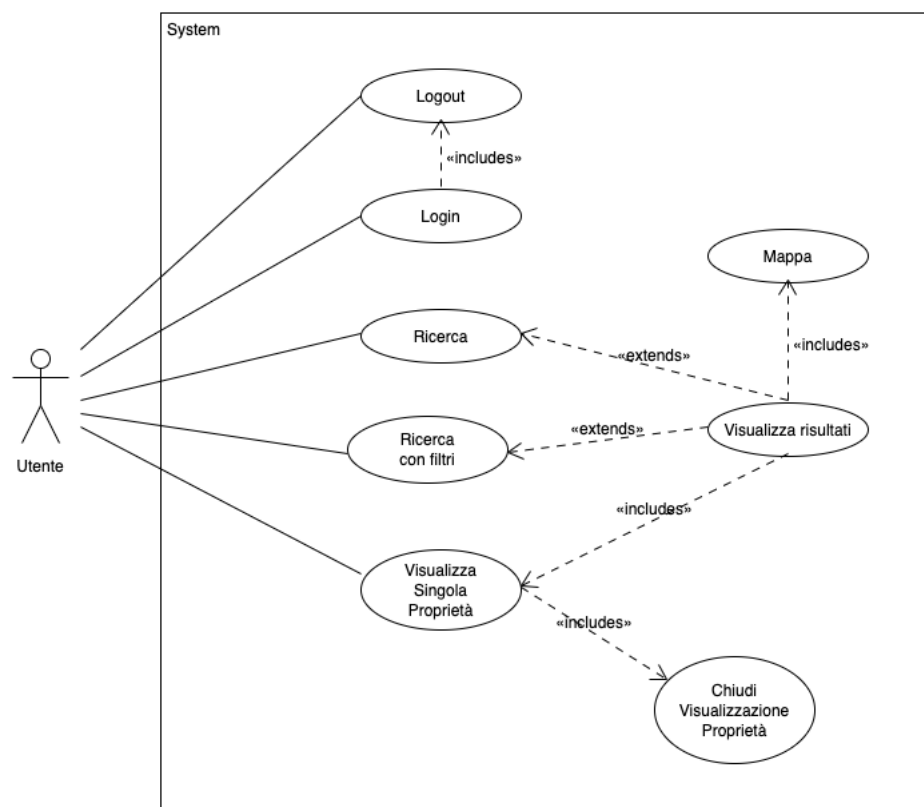 System
Logout
«includes»
Login
Mappa
Ricerca
«includes»
«extends»
Visualizza risultati
«extends»
Ricerca
con filtri
Utente
«includes»
Visualizza
Singola
Proprietà
«includes»
Chiudi
Visualizzazione
Proprietà